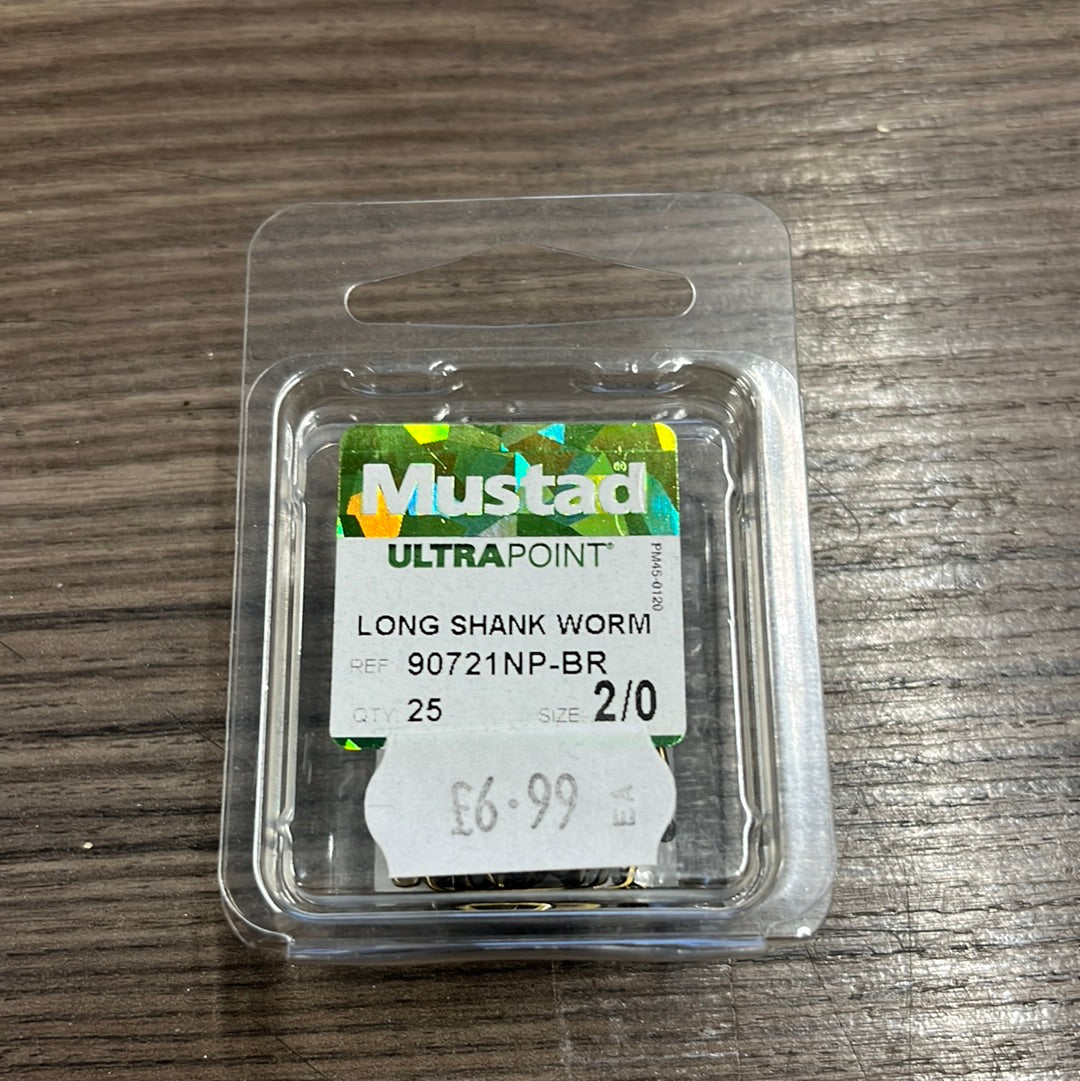 Mustad®
ULTRAPOINT®
PM45-0120
LONG SHANK WORM
REF 90721NP-BR
QTY: 25 SIZE: 2/0
£6.99 EA